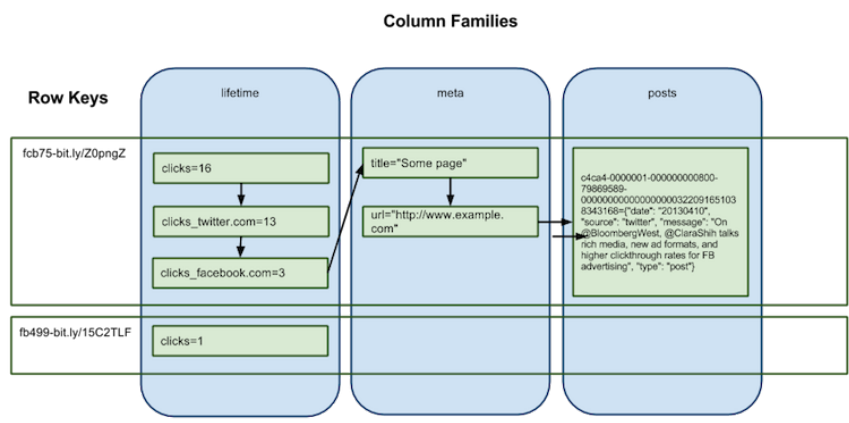 Column Families
Row Keys
lifetime
meta
posts
fcb75-bit.ly/Z0pngZ
clicks=16
clicks_twitter.com=13
clicks_facebook.com=3
title="Some page"
url="http://www.example.
com"
c4ca4-0000001-000000000800-
79869589-
0000000000000000032209165103
8343168={"date": "20130410",
"source": "twitter", "message": "On
@BloombergWest, @ClaraShih talks
rich media, new ad formats, and
higher clickthrough rates for FB
advertising", "type": "post"}
fb499-bit.ly/15C2TLF
clicks=1